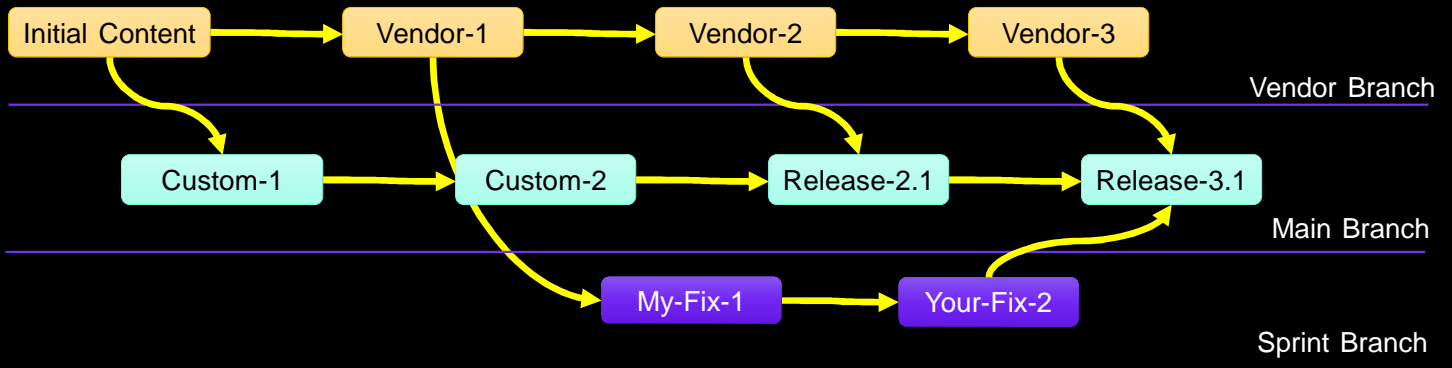 Initial Content
Vendor-1
Vendor-2
Vendor-3
Vendor Branch
Custom-1
Custom-2
Release-2.1
Release-3.1
Main Branch
My-Fix-1
Your-Fix-2
Sprint Branch